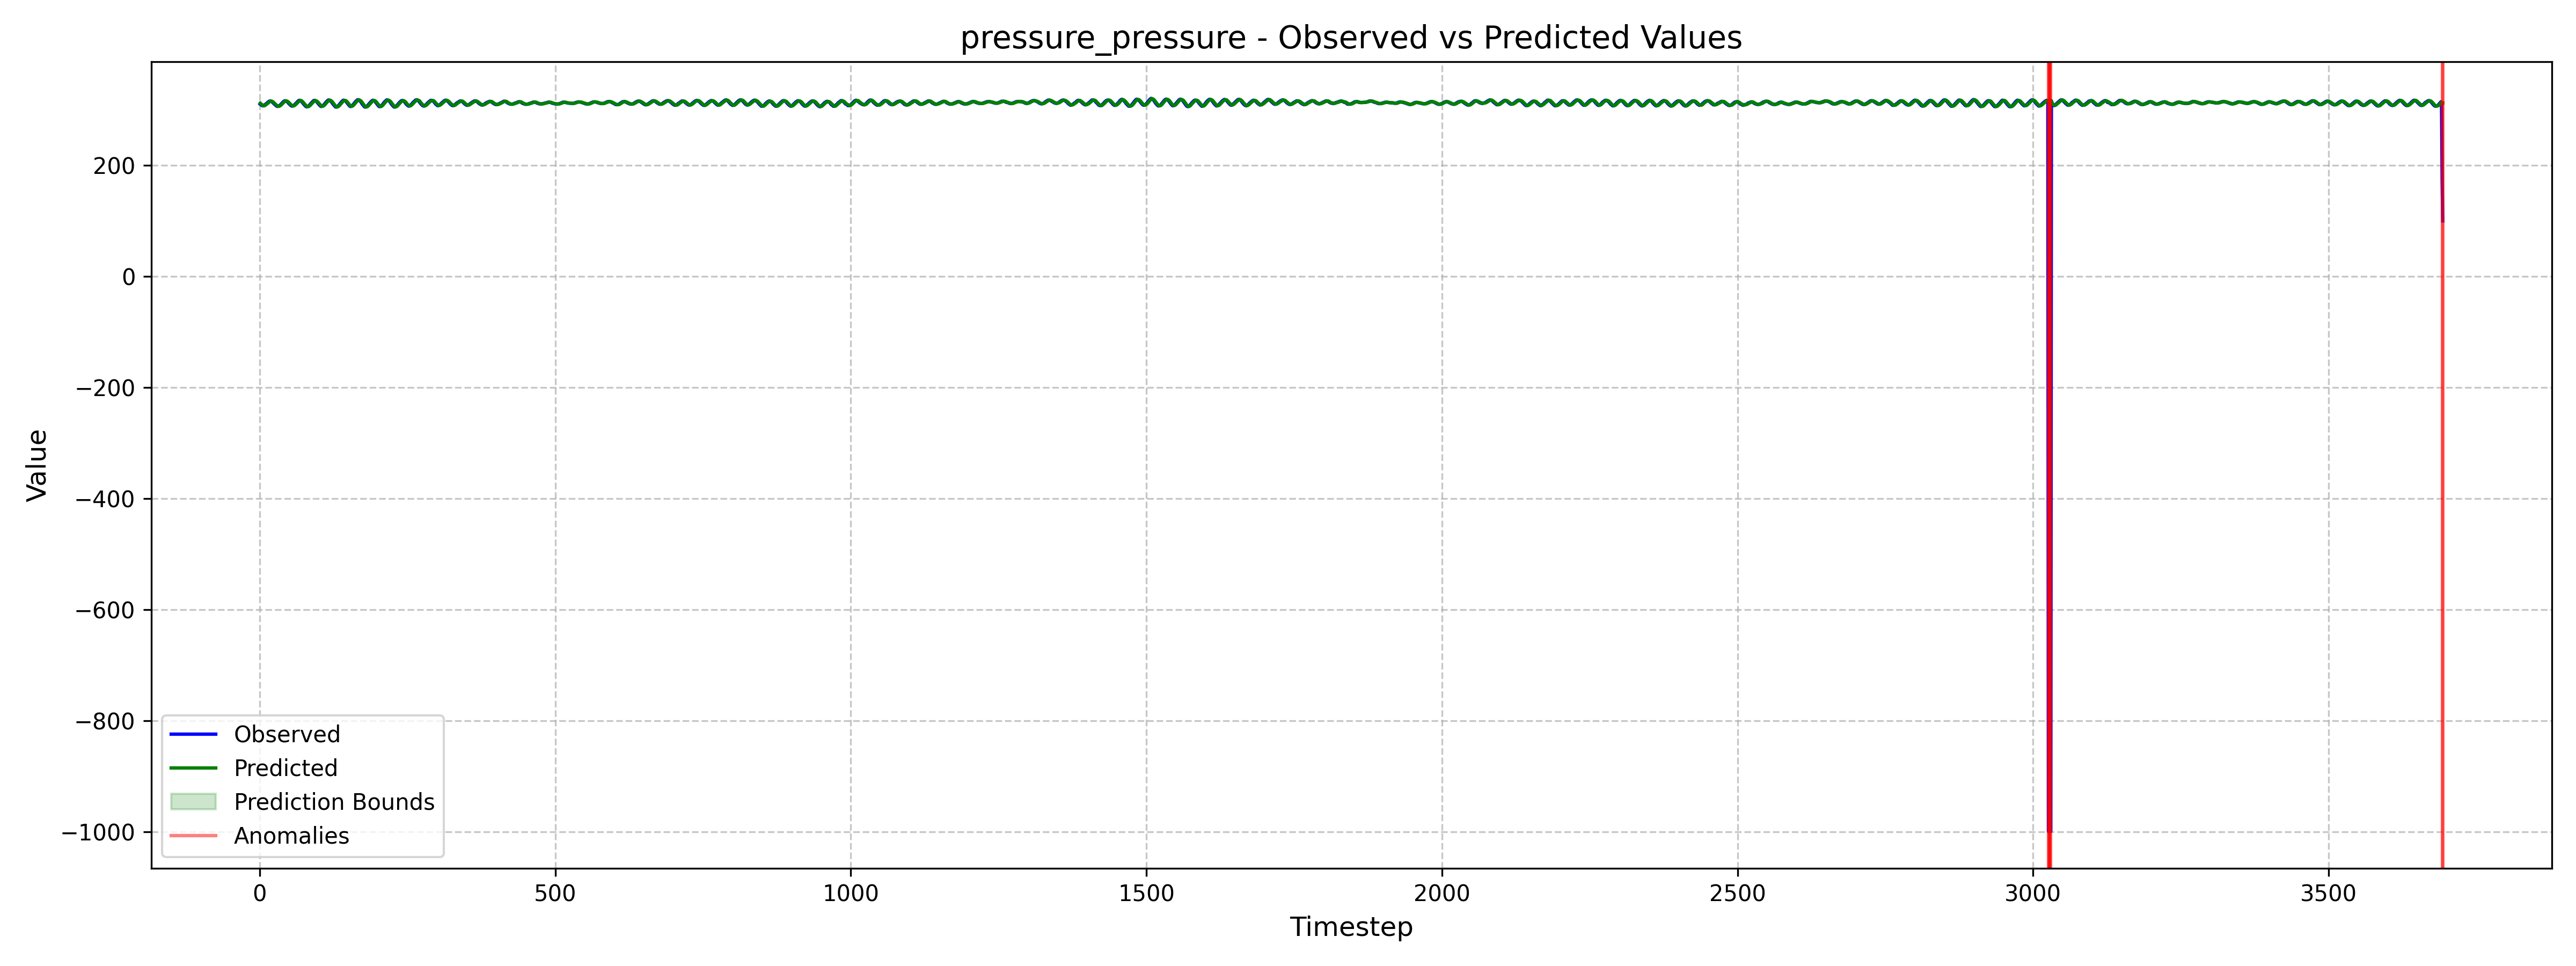 pressure_pressure - Observed vs Predicted Values
Value
200
0
−200
−400
−600
−800
−1000
Observed
Predicted
Prediction Bounds
Anomalies
0 500 1000 1500 2000 2500 3000 3500
Timestep